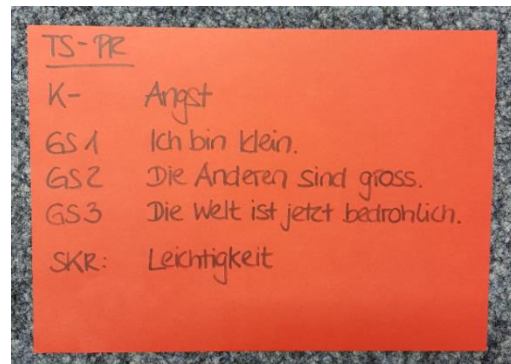 TS-PR
K- Angst
GS1 Ich bin klein.
GS2 Die Anderen sind gross.
GS3 Die Welt ist jetzt bedrohlich.
SKR: Leichtigkeit